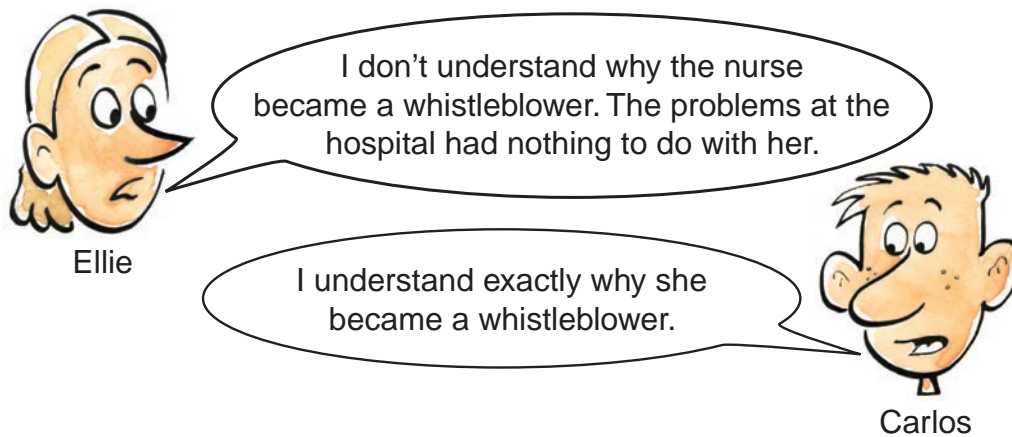 I don’t understand why the nurse
became a whistleblower. The problems at the
hospital had nothing to do with her.
Ellie
I understand exactly why she
became a whistleblower.
Carlos